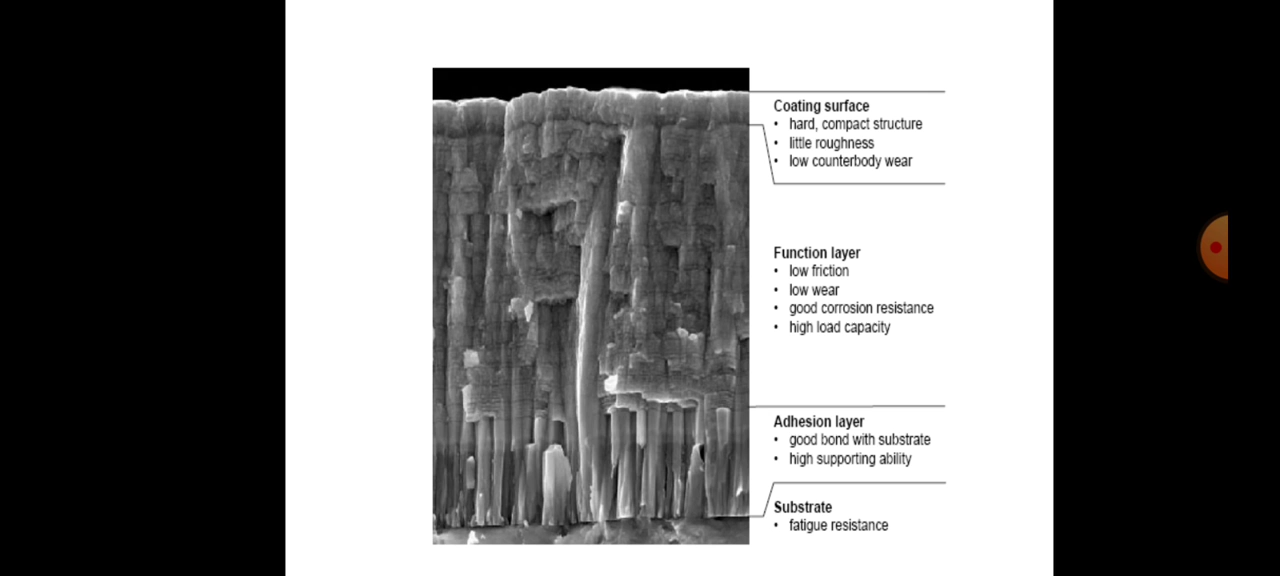 Coating surface
• hard, compact structure
• little roughness
• low counterbody wear
Function layer
• low friction
• low wear
• good corrosion resistance
• high load capacity
Adhesion layer
• good bond with substrate
• high supporting ability
Substrate
• fatigue resistance